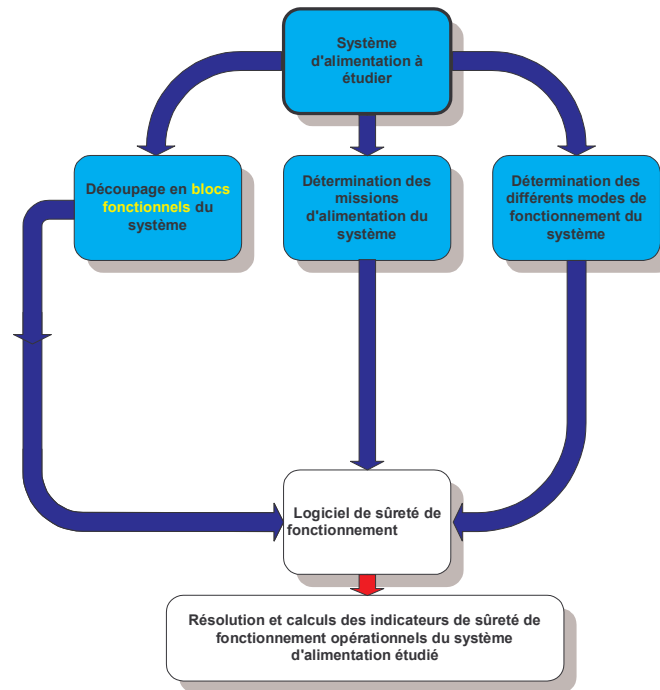 Système
d'alimentation à
étudier
Découpage en blocs
fonctionnels du
système
Détermination des
missions
d'alimentation du
système
Détermination des
différents modes de
fonctionnement du
système
Logiciel de sûreté de
fonctionnement
Résolution et calculs des indicateurs de sûreté de
fonctionnement opérationnels du système
d'alimentation étudié